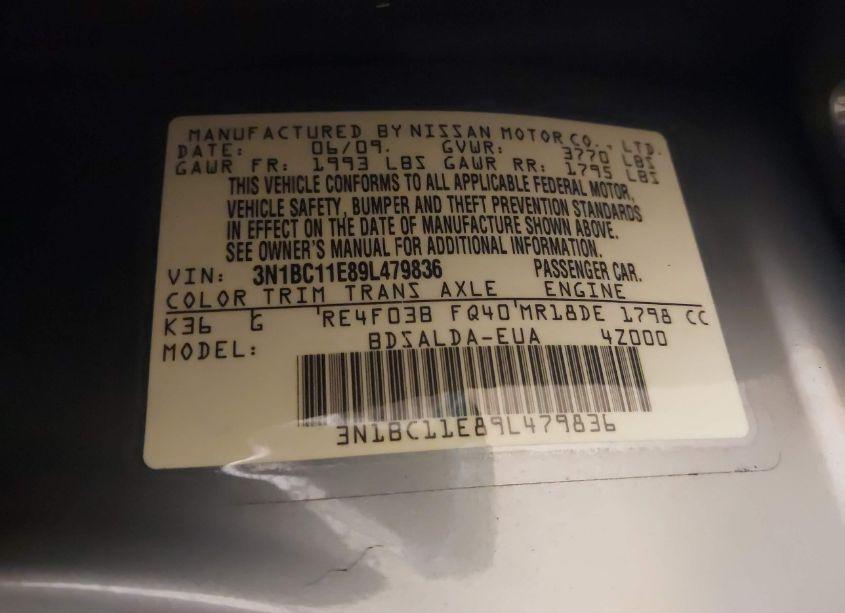 MANUFACTURED BY NISSAN MOTOR CO., LTD.
DATE: 06/09. GVWR: 3770 LBS
GAWR FR: 1993 LBS GAWR RR: 1795 LBS
THIS VEHICLE CONFORMS TO ALL APPLICABLE FEDERAL MOTOR,
VEHICLE SAFETY, BUMPER AND THEFT PREVENTION STANDARDS
IN EFFECT ON THE DATE OF MANUFACTURE SHOWN ABOVE.
SEE OWNER'S MANUAL FOR ADDITIONAL INFORMATION.
VIN: 3N1BC11E89L479836 PASSENGER CAR.
COLOR TRIM TRANS AXLE ENGINE
K36 G RE4F03B FQ40 MR18DE 1798 CC
MODEL: BDSALDA-EUA 4Z000
3N1BC11E89L479836